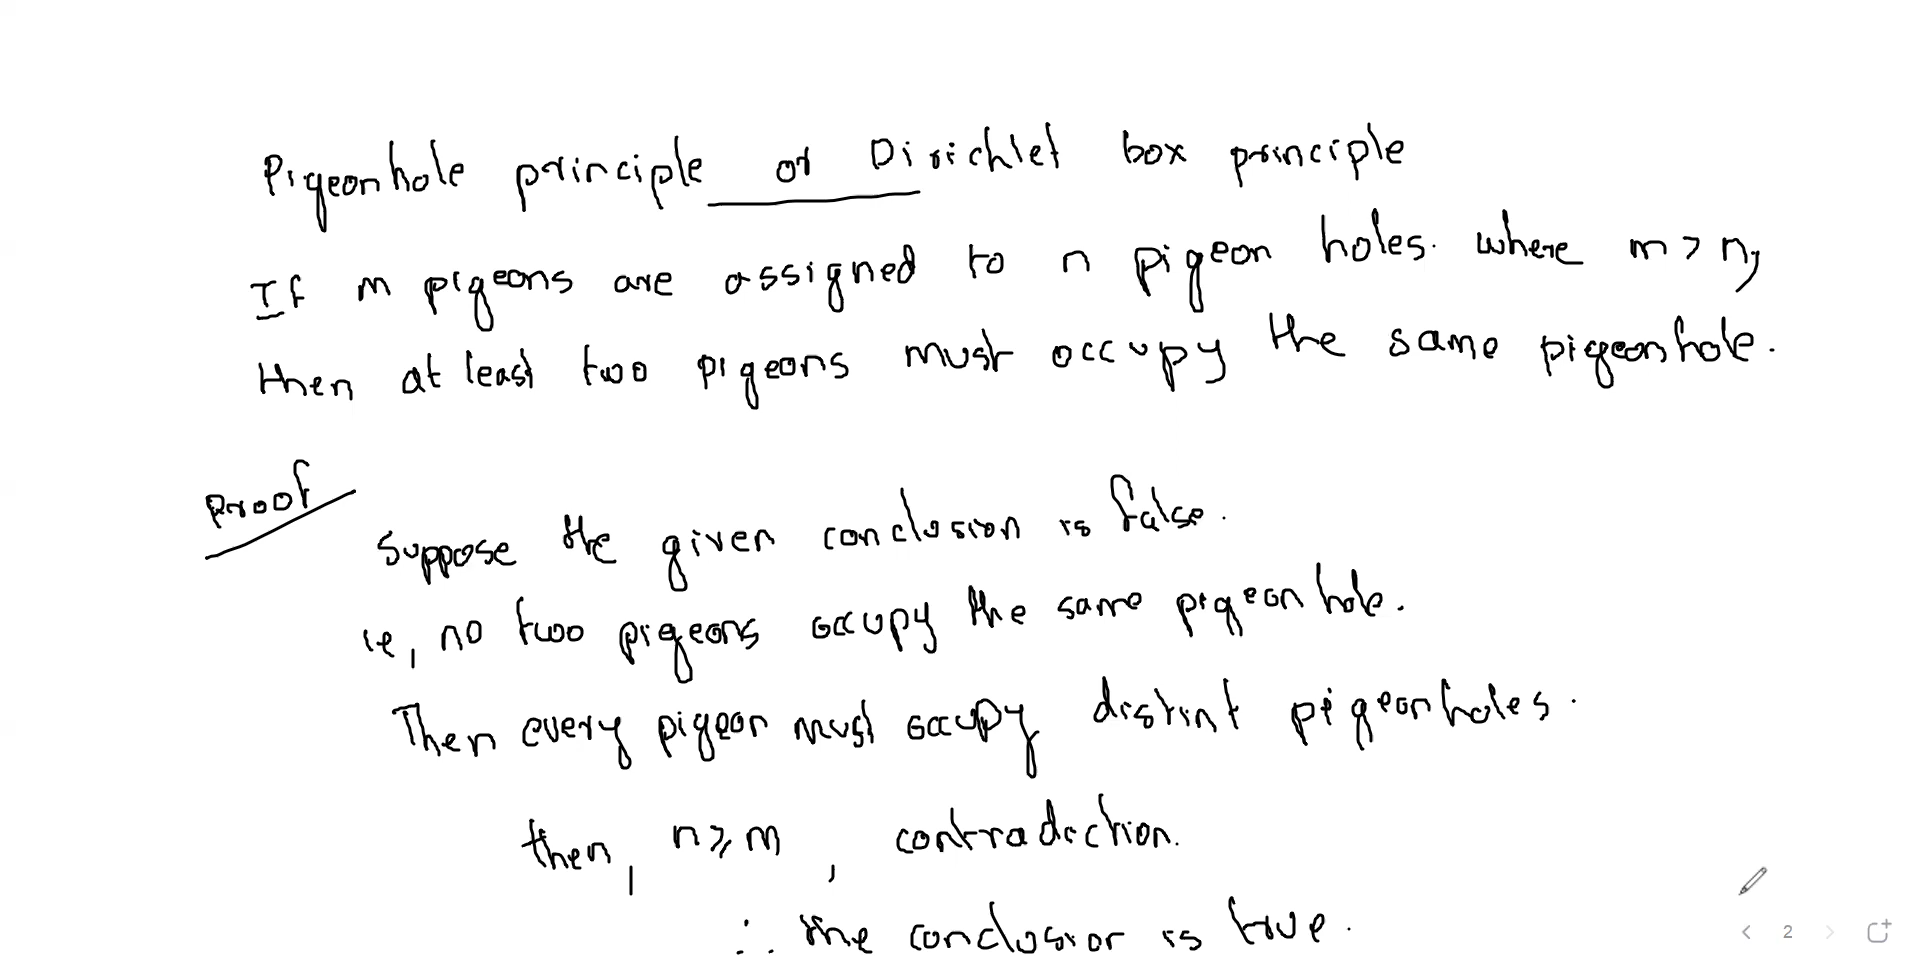 Pigeonhole principle or Dirichlet box principle
If m pigeons are assigned to n pigeon holes. where m > n,
then at least two pigeons must occupy the same pigeonhole.
Proof
Suppose the given conclusion is false.
ie, no two pigeons occupy the same pigeonhole.
Then every pigeon must occupy distint pigeonholes.
then, n ⩾ m, contradiction.
∴ the conclusion is true.
2